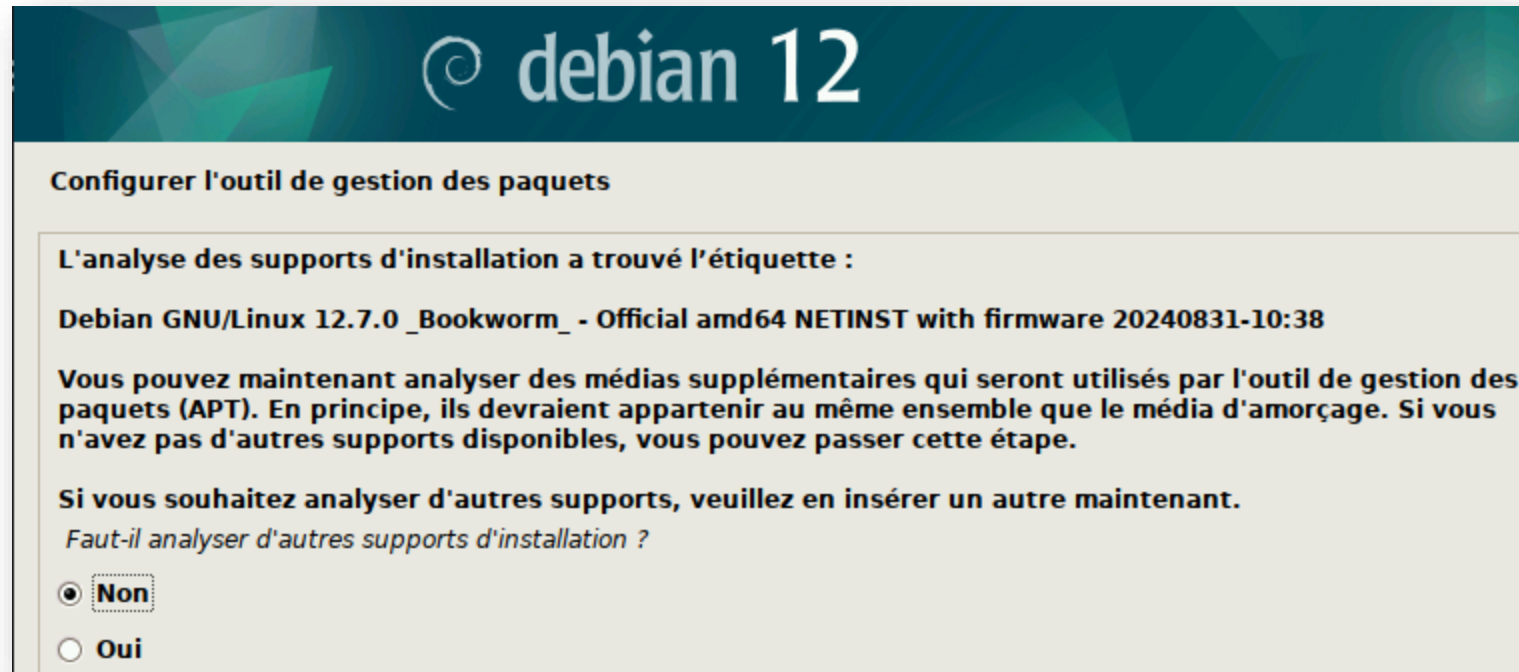 debian 12
Configurer l'outil de gestion des paquets
L'analyse des supports d'installation a trouvé l’étiquette :
Debian GNU/Linux 12.7.0 _Bookworm_ - Official amd64 NETINST with firmware 20240831-10:38
Vous pouvez maintenant analyser des médias supplémentaires qui seront utilisés par l'outil de gestion des
paquets (APT). En principe, ils devraient appartenir au même ensemble que le média d'amorçage. Si vous
n'avez pas d'autres supports disponibles, vous pouvez passer cette étape.
Si vous souhaitez analyser d'autres supports, veuillez en insérer un autre maintenant.
Faut-il analyser d'autres supports d'installation ?
Non
Oui